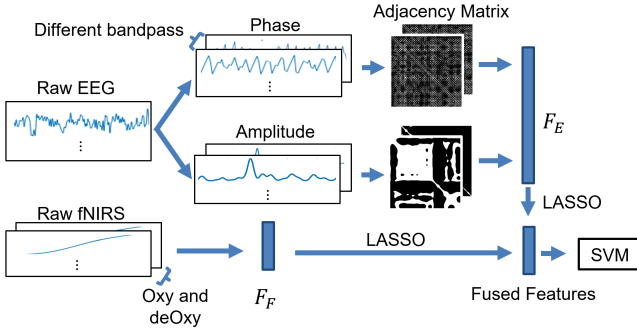 Different bandpass
Phase
Adjacency Matrix
Raw EEG
⋮
⋮
Amplitude
⋮
F_E
LASSO
Raw fNIRS
⋮
LASSO
SVM
Oxy and
deOxy
F_F
Fused Features